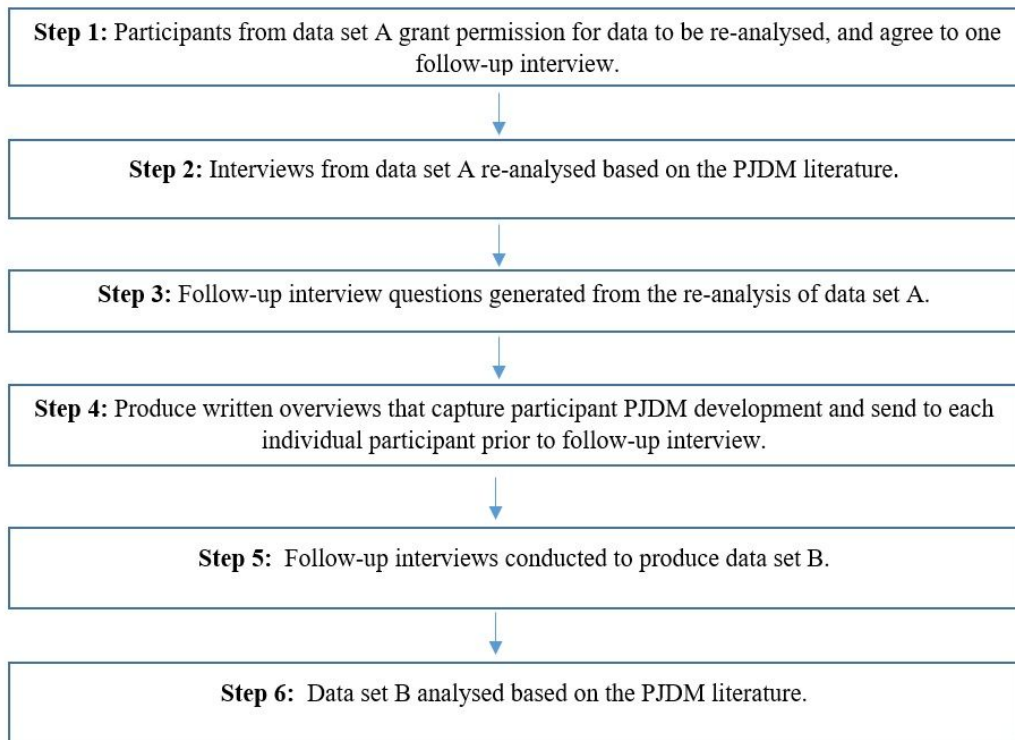 Step 1: Participants from data set A grant permission for data to be re-analysed, and agree to one
follow-up interview.
Step 2: Interviews from data set A re-analysed based on the PJDM literature.
Step 3: Follow-up interview questions generated from the re-analysis of data set A.
Step 4: Produce written overviews that capture participant PJDM development and send to each
individual participant prior to follow-up interview.
Step 5: Follow-up interviews conducted to produce data set B.
Step 6: Data set B analysed based on the PJDM literature.